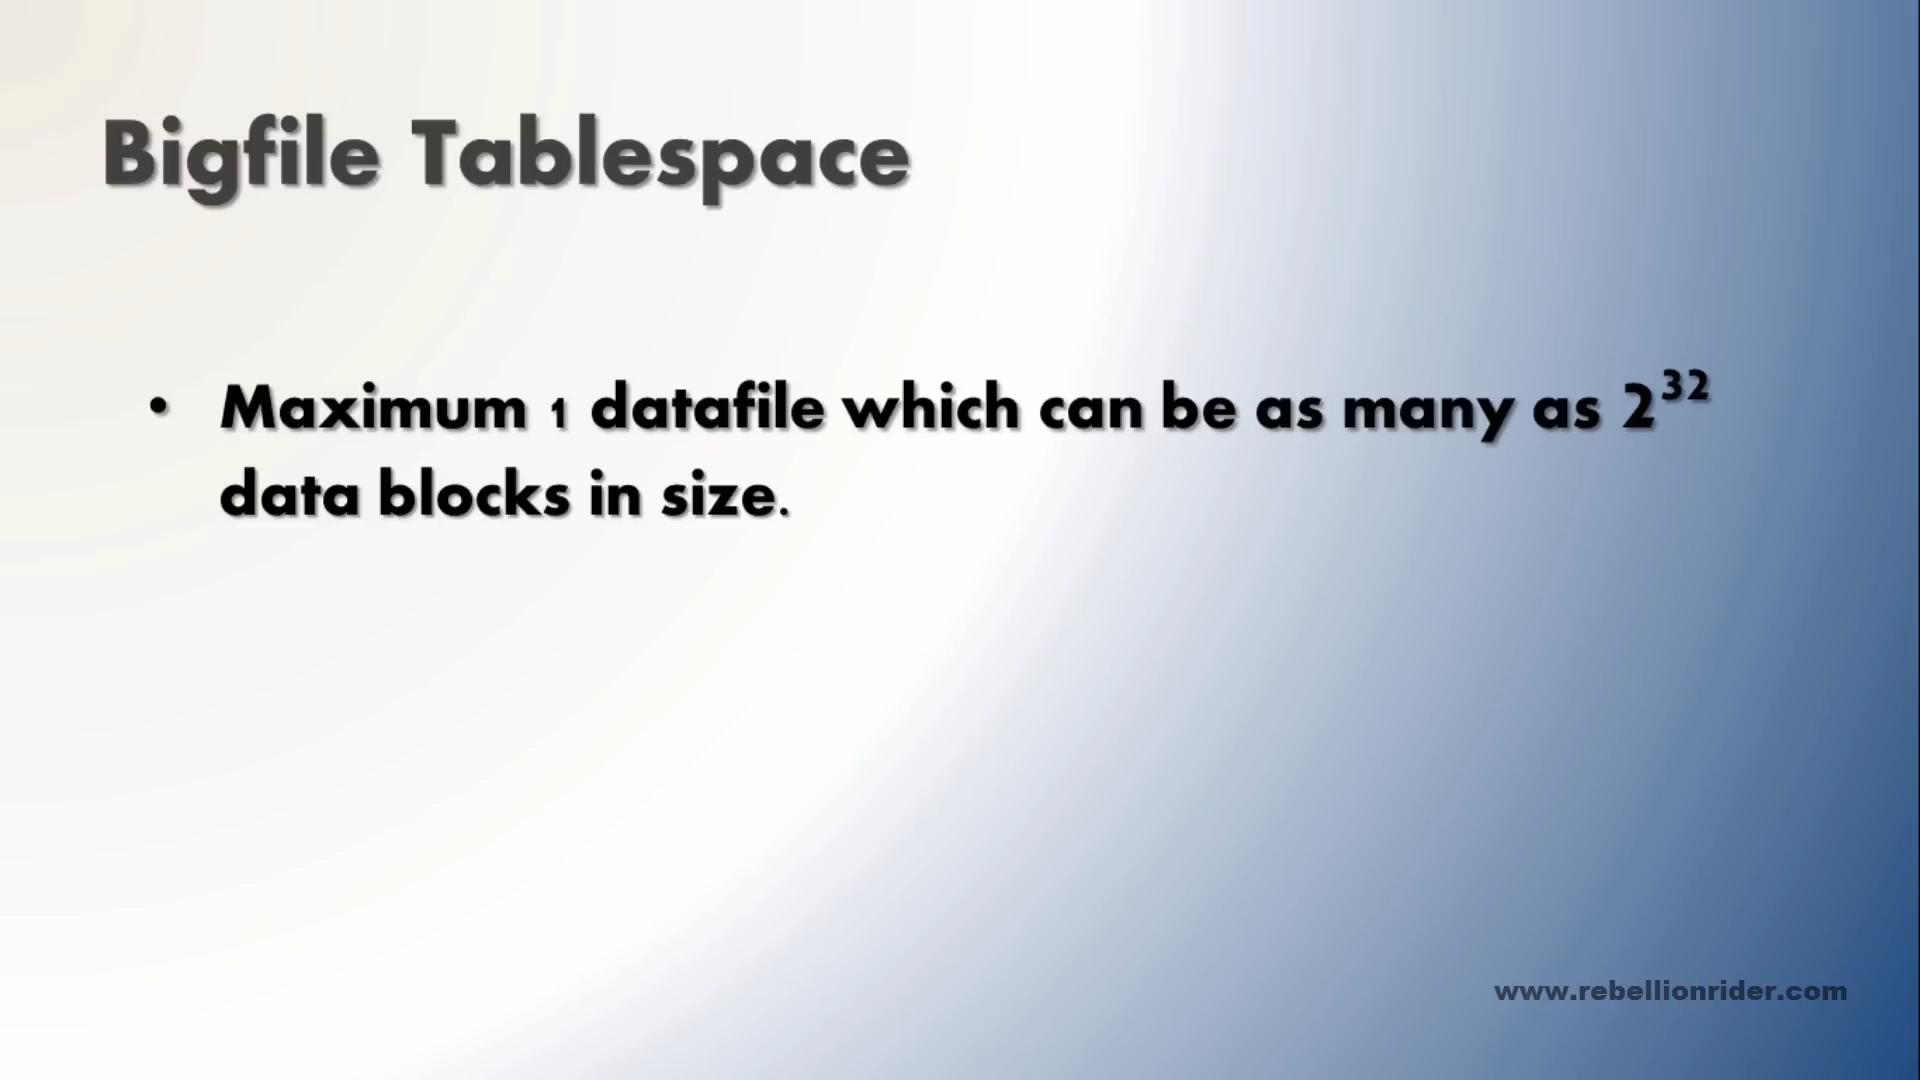 Bigfile Tablespace
• Maximum 1 datafile which can be as many as 2³²
data blocks in size.
www.rebellionrider.com